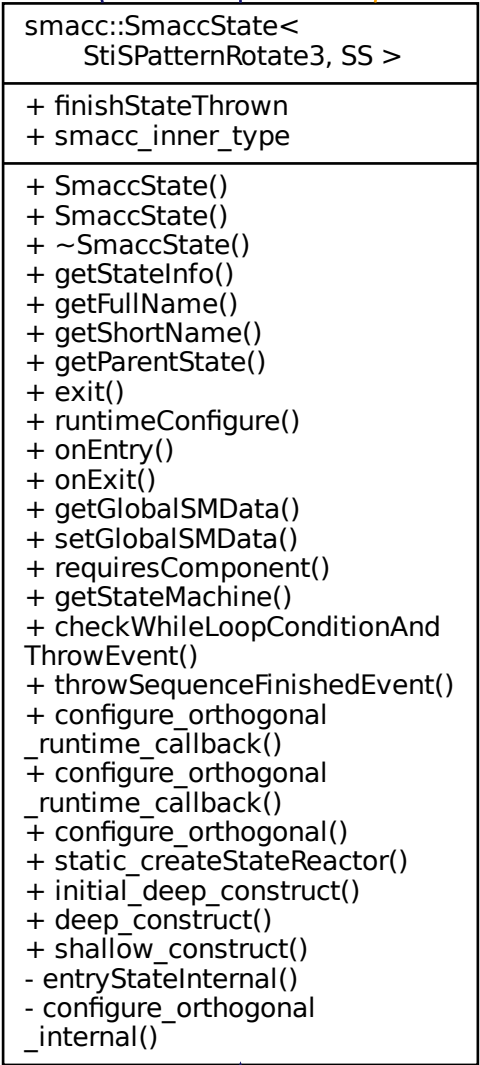 smacc::SmaccState<
StiSPatternRotate3, SS >
+ finishStateThrown
+ smacc_inner_type
+ SmaccState()
+ SmaccState()
+ ~SmaccState()
+ getStateInfo()
+ getFullName()
+ getShortName()
+ getParentState()
+ exit()
+ runtimeConfigure()
+ onEntry()
+ onExit()
+ getGlobalSMData()
+ setGlobalSMData()
+ requiresComponent()
+ getStateMachine()
+ checkWhileLoopConditionAnd
ThrowEvent()
+ throwSequenceFinishedEvent()
+ configure_orthogonal
_runtime_callback()
+ configure_orthogonal
_runtime_callback()
+ configure_orthogonal()
+ static_createStateReactor()
+ initial_deep_construct()
+ deep_construct()
+ shallow_construct()
- entryStateInternal()
- configure_orthogonal
_internal()